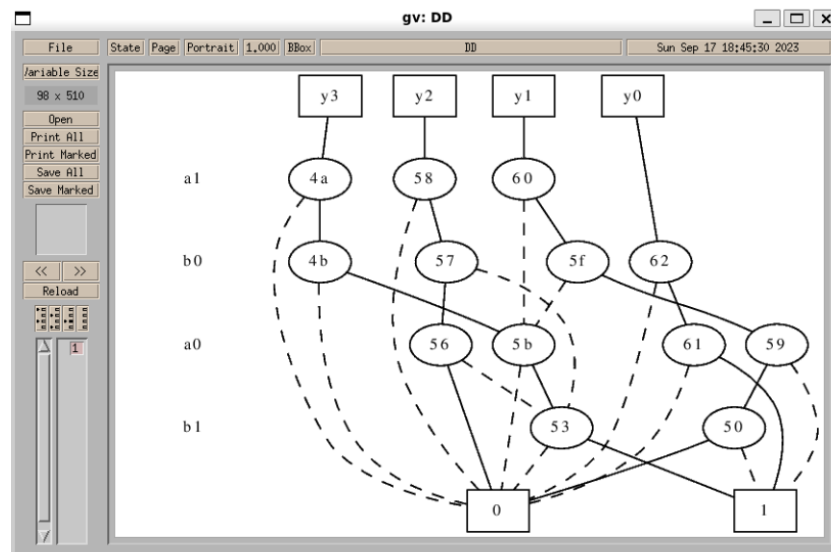 gv: DD
File State Page Portrait 1.000 BBox DD Sun Sep 17 18:45:30 2023
Variable Size
98 x 510
Open
Print All
Print Marked
Save All
Save Marked
<< >>
Reload
1
y3 y2 y1 y0
a1 4a 58 60
b0 4b 57 5f 62
a0 56 5b 61 59
b1 53 50
0 1